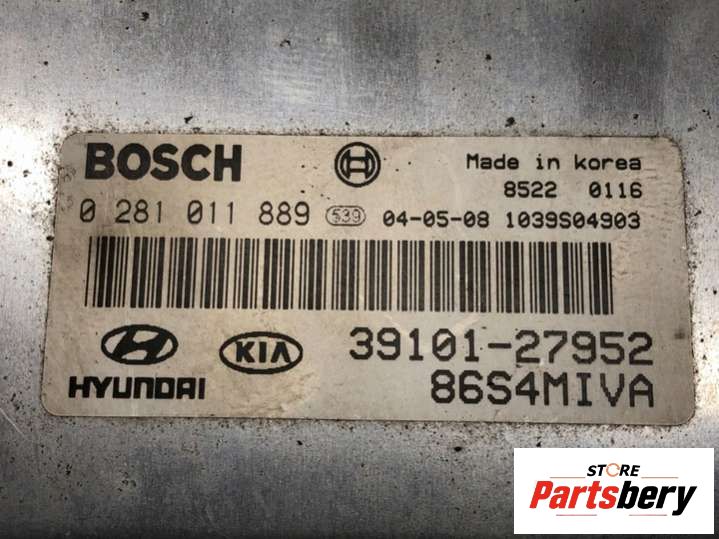 BOSCH Made in korea
8522 0116
0 281 011 889 539 04-05-08 1039S04903
HYUNDAI KIA 39101-27952
86S4MIVA
STORE
Partsbery